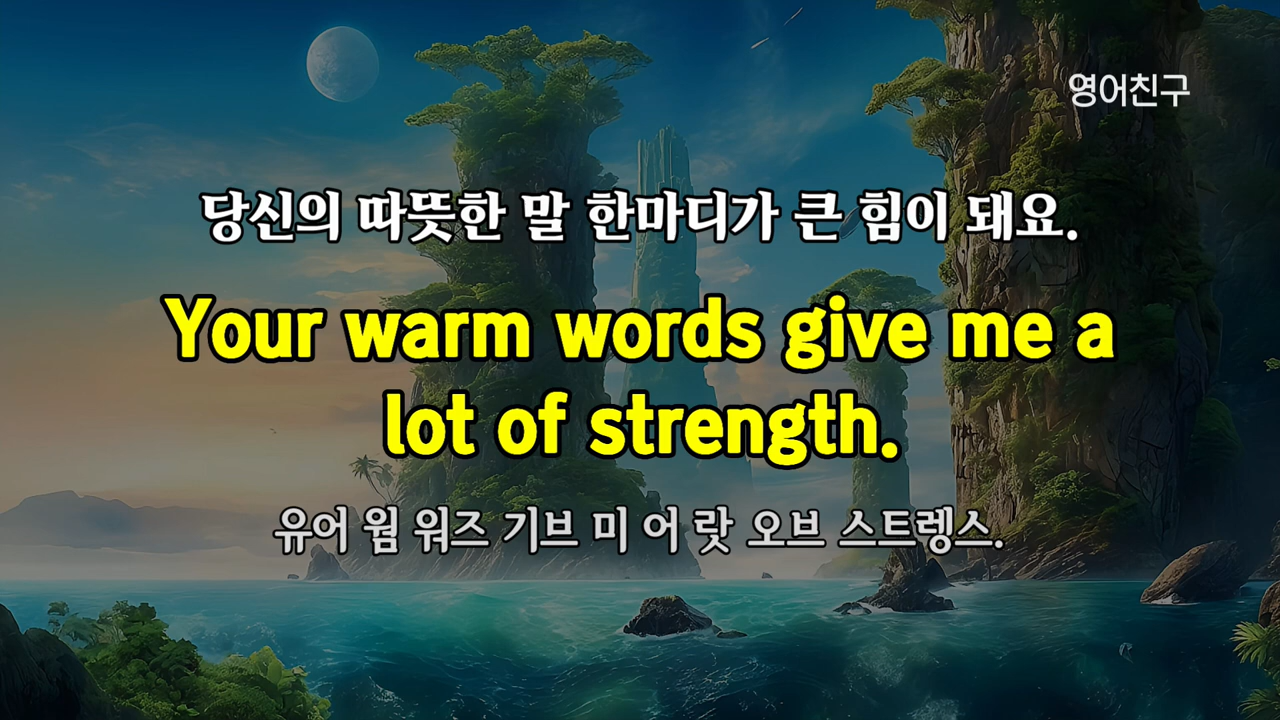 영어친구
당신의 따뜻한 말 한마디가 큰 힘이 돼요.
Your warm words give me a
lot of strength.
유어 웜 워즈 기브 미 어 랏 오브 스트렝스.